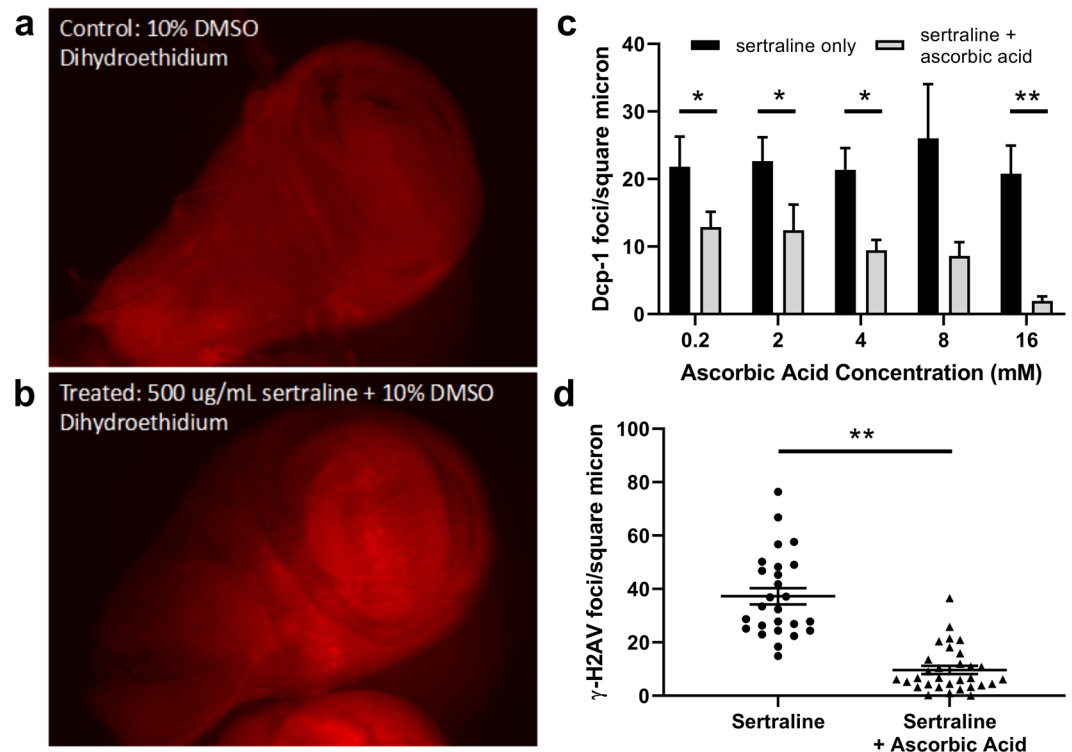 a
Control: 10% DMSO
Dihydroethidium
b
Treated: 500 ug/mL sertraline + 10% DMSO
Dihydroethidium
c
sertraline only
sertraline +
ascorbic acid
Dcp-1 foci/square micron
40
30
20
10
0
*
*
*
**
0.2
2
4
8
16
Ascorbic Acid Concentration (mM)
d
γ-H2AV foci/square micron
100
80
60
40
20
0
**
Sertraline
Sertraline
+ Ascorbic Acid